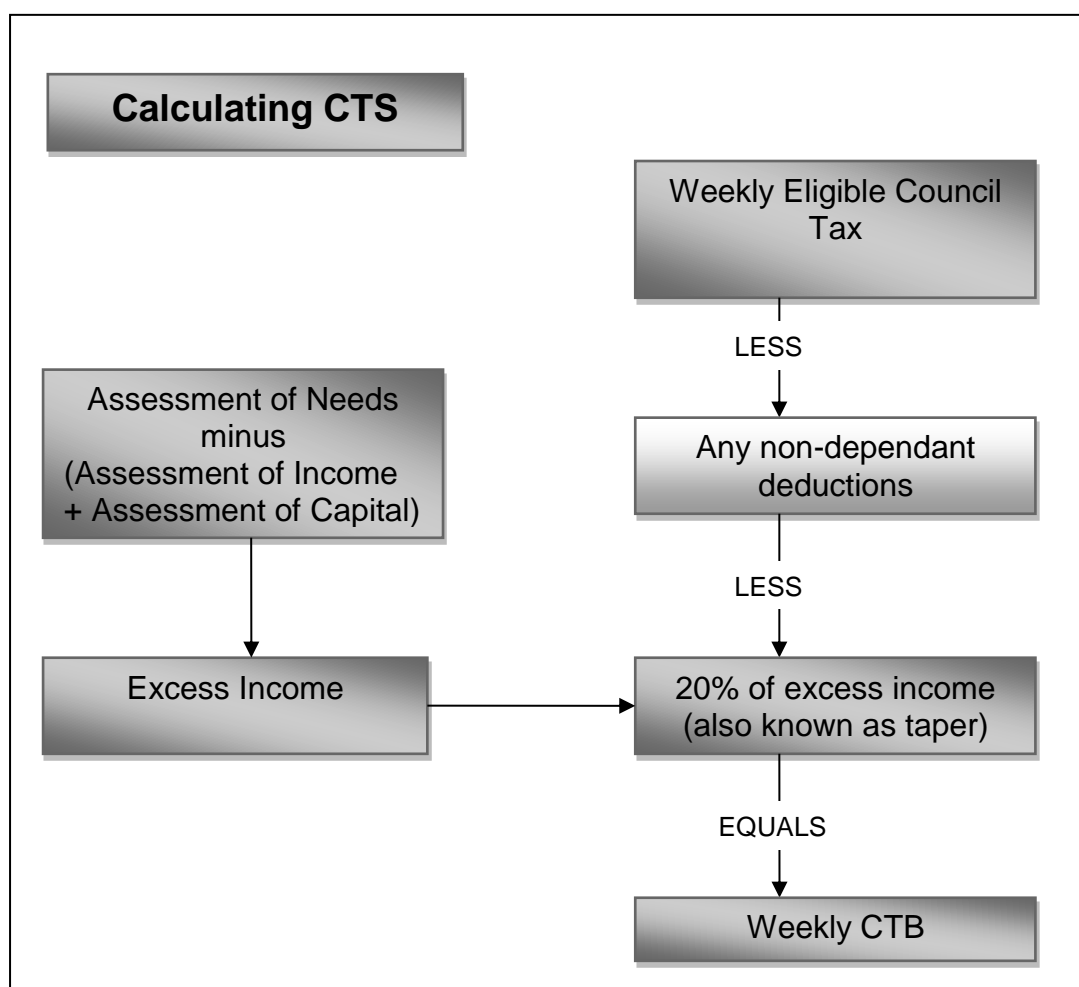 Calculating CTS
Weekly Eligible Council
Tax
LESS
Assessment of Needs
minus
(Assessment of Income
+ Assessment of Capital)
Any non-dependant
deductions
LESS
Excess Income
20% of excess income
(also known as taper)
EQUALS
Weekly CTB